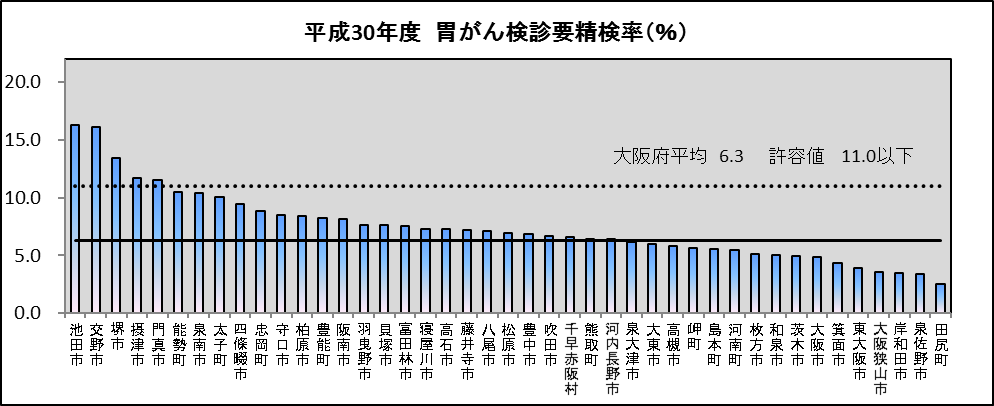 平成30年度 胃がん検診要精検率(%)
20.0
15.0
10.0
5.0
0.0
大阪府平均 6.3 許容値 11.0以下
池田市
交野市
堺市
摂津市
門真市
能勢町
泉南市
太子町
四條畷市
忠岡町
守口市
柏原市
豊能町
阪南市
羽曳野市
貝塚市
富田林市
寝屋川市
高石市
藤井寺市
八尾市
松原市
豊中市
吹田市
千早赤阪村
熊取町
河内長野市
泉大津市
大東市
高槻市
岬町
島本町
河南町
枚方市
和泉市
茨木市
大阪市
箕面市
東大阪市
大阪狭山市
岸和田市
泉佐野市
田尻町